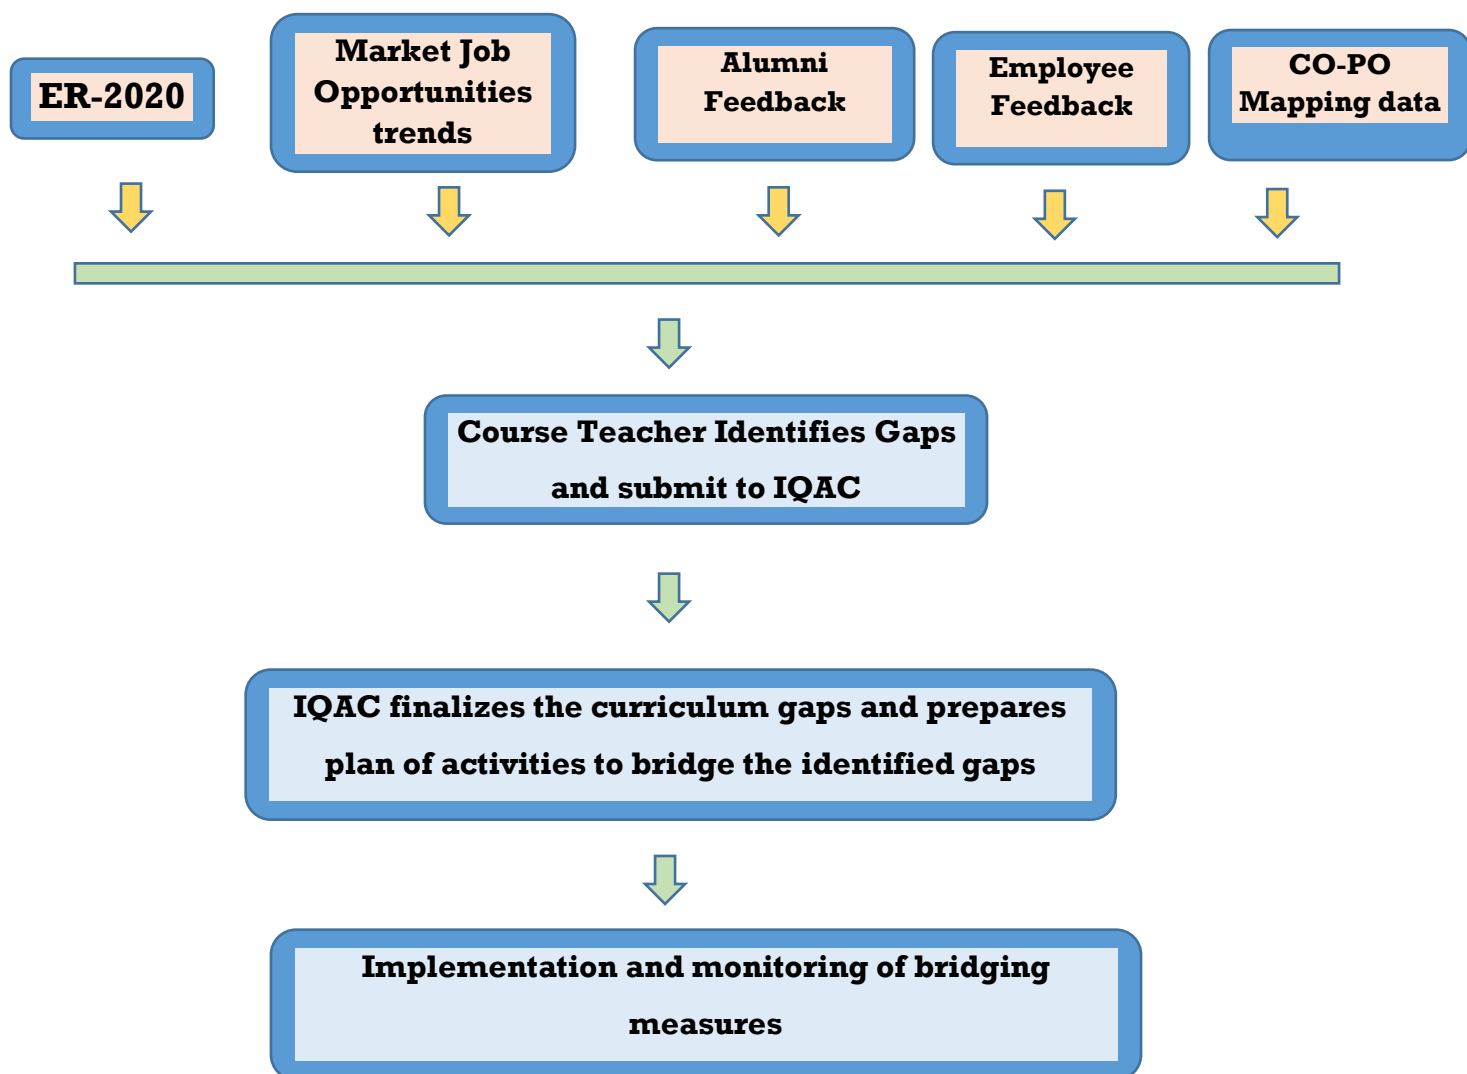 ER-2020
Market Job
Opportunities
trends
Alumni
Feedback
Employee
Feedback
CO-PO
Mapping data
Course Teacher Identifies Gaps
and submit to IQAC
IQAC finalizes the curriculum gaps and prepares
plan of activities to bridge the identified gaps
Implementation and monitoring of bridging
measures